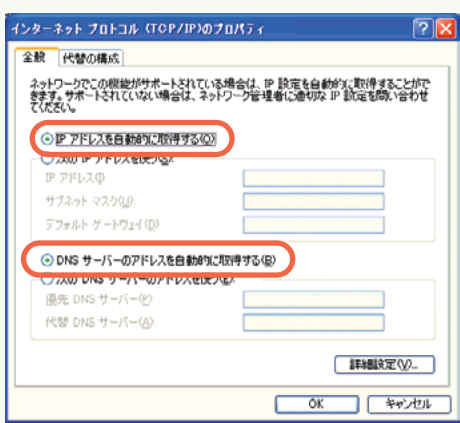 インターネット プロトコル (TCP/IP)のプロパティ
全般 代替の構成
ネットワークでこの機能がサポートされている場合は、IP 設定を自動的に取得することがで
きます。サポートされていない場合は、ネットワーク管理者に適切な IP 設定を問い合わせ
てください。
IP アドレスを自動的に取得する(O)
次の IP アドレスを使う(S):
IP アドレス(I):
サブネット マスク(U):
デフォルト ゲートウェイ(D):
DNS サーバーのアドレスを自動的に取得する(B)
次の DNS サーバーのアドレスを使う(E):
優先 DNS サーバー(P):
代替 DNS サーバー(A):
詳細設定(V)...
OK キャンセル